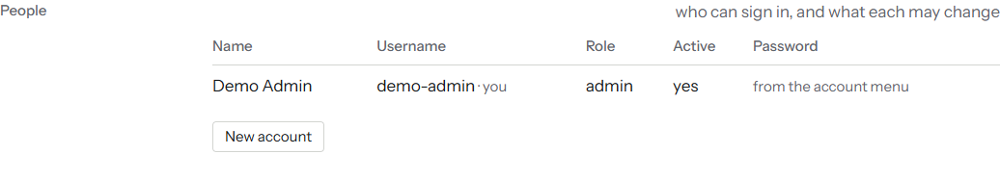 People who can sign in, and what each may change
Name Username Role Active Password
Demo Admin demo-admin · you admin yes from the account menu
New account